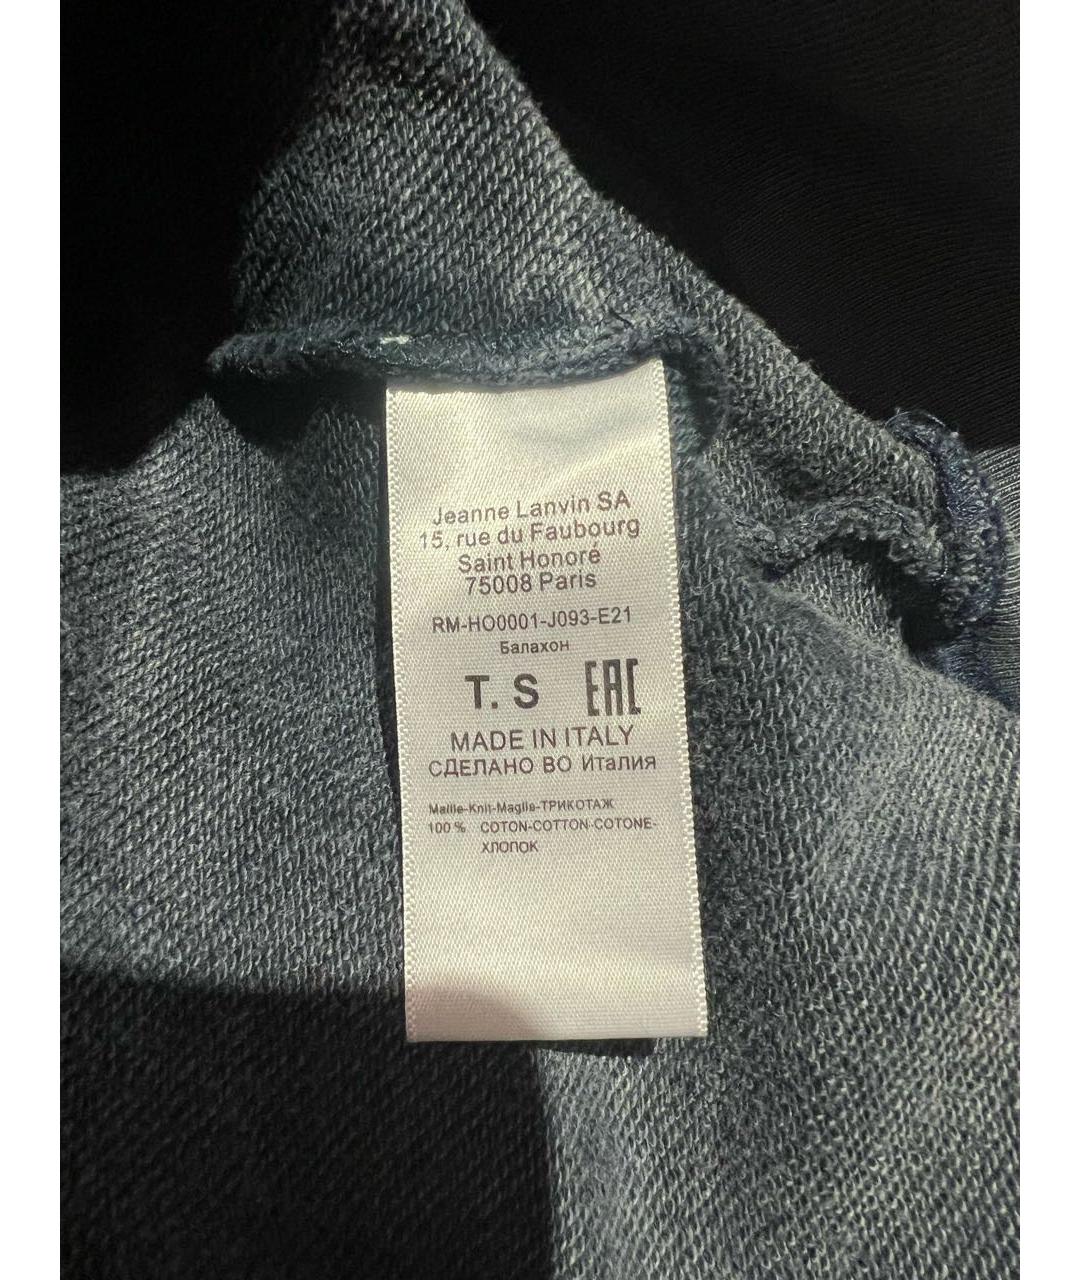 Jeanne Lanvin SA
15, rue du Faubourg
Saint Honoré
75008 Paris
RM-HO0001-J093-E21
Балахон
T. S EAC
MADE IN ITALY
СДЕЛАНО ВО Италия
Maille-Knit-Maglia-ТРИКОТАЖ
100 % COTON-COTTON-COTONE-
ХЛОПОК